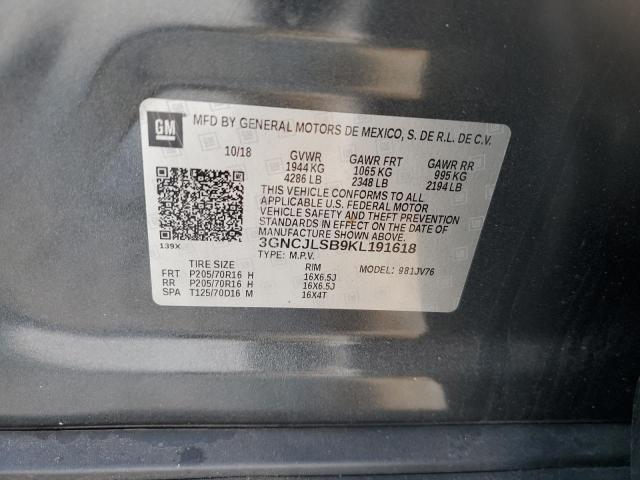 GM
MFD BY GENERAL MOTORS DE MEXICO, S. DE R.L. DE C.V.
10/18 GVWR GAWR FRT GAWR RR
1944 KG 1065 KG 995 KG
4286 LB 2348 LB 2194 LB
THIS VEHICLE CONFORMS TO ALL
APPLICABLE U.S. FEDERAL MOTOR
VEHICLE SAFETY AND THEFT PREVENTION
STANDARDS IN EFFECT ON THE DATE OF
MANUFACTURE SHOWN ABOVE.
139X
3GNCJLSB9KL191618
TYPE: M.P.V. MODEL: 981JV76
TIRE SIZE RIM
FRT P205/70R16 H 16X6.5J
RR P205/70R16 H 16X6.5J
SPA T125/70D16 M 16X4T